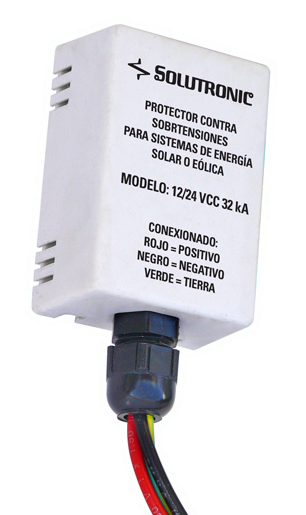 SOLUTRONIC®
PROTECTOR CONTRA
SOBRTENSIONES
PARA SISTEMAS DE ENERGÍA
SOLAR O EÓLICA
MODELO: 12/24 VCC 32 kA
CONEXIONADO:
ROJO = POSITIVO
NEGRO = NEGATIVO
VERDE = TIERRA